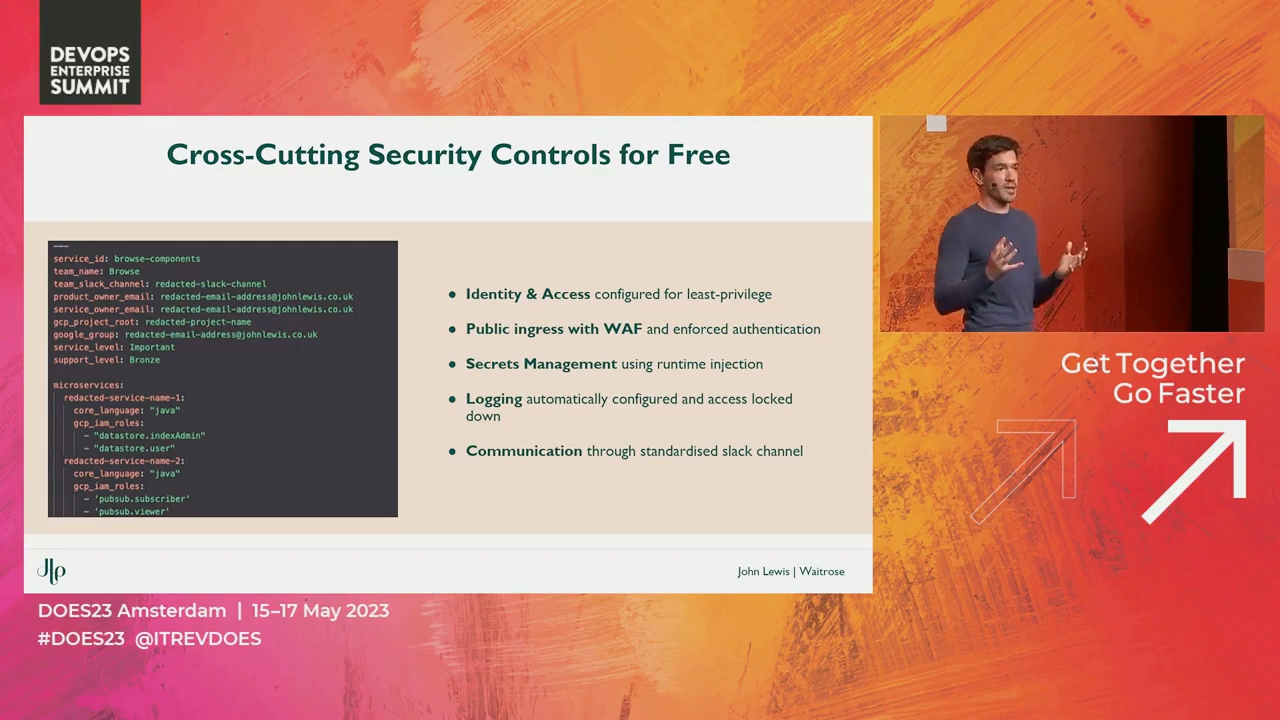 DEVOPS
ENTERPRISE
SUMMIT
Cross-Cutting Security Controls for Free
service_id: browse-components
team_name: Browse
team_slack_channel: redacted-slack-channel
product_owner_email: redacted-email-address@johnlewis.co.uk
service_owner_email: redacted-email-address@johnlewis.co.uk
gcp_project_root: redacted-project-name
google_group: redacted-email-address@johnlewis.co.uk
service_level: Important
support_level: Bronze
microservices:
redacted-service-name-1:
core_language: "java"
gcp_iam_roles:
- "datastore.indexAdmin"
- "datastore.user"
redacted-service-name-2:
core_language: "java"
gcp_iam_roles:
- 'pubsub.subscriber'
- 'pubsub.viewer'
● Identity & Access configured for least-privilege
● Public ingress with WAF and enforced authentication
● Secrets Management using runtime injection
● Logging automatically configured and access locked
down
● Communication through standardised slack channel
Jlp
John Lewis | Waitrose
Get Together
Go Faster
DOES23 Amsterdam | 15–17 May 2023
#DOES23 @ITREVDOES